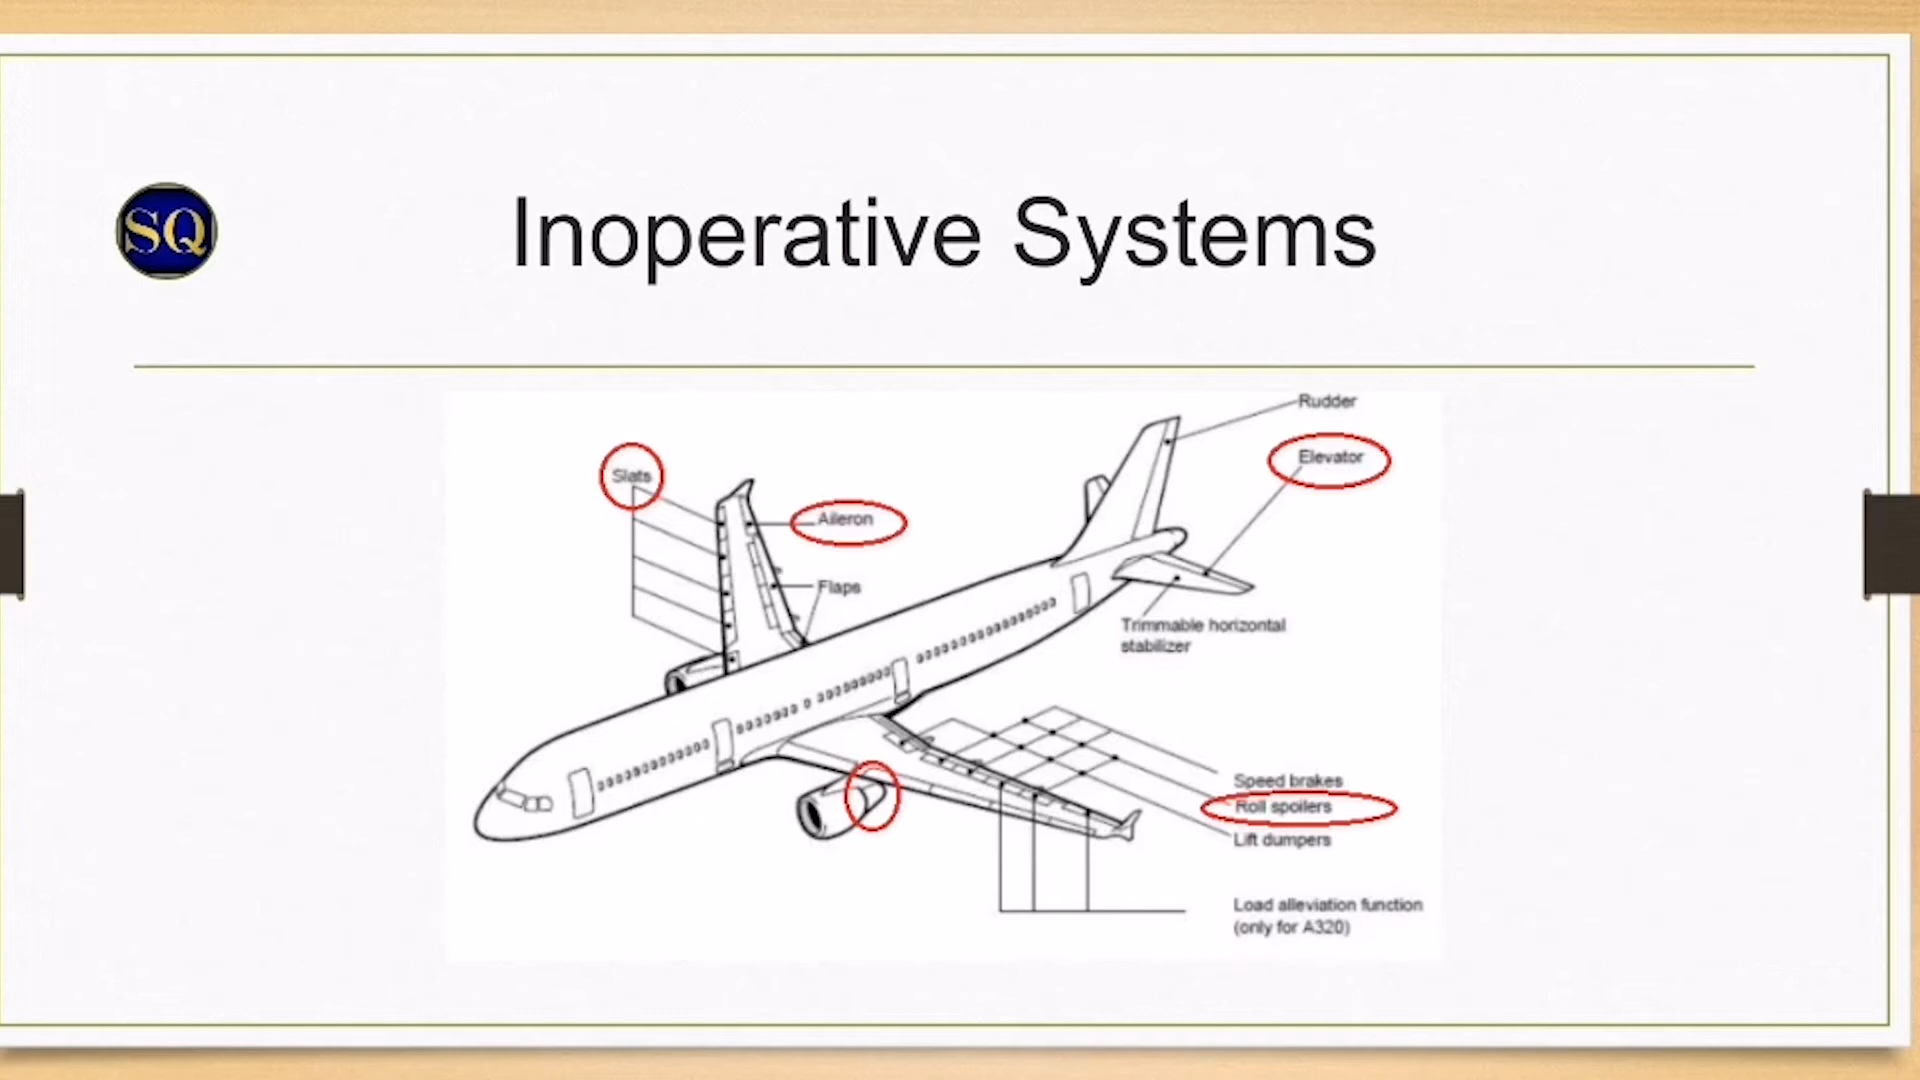 SQ
Inoperative Systems
Rudder
Elevator
Slats
Aileron
Flaps
Trimmable horizontal
stabilizer
Speed brakes
Roll spoilers
Lift dumpers
Load alleviation function
(only for A320)